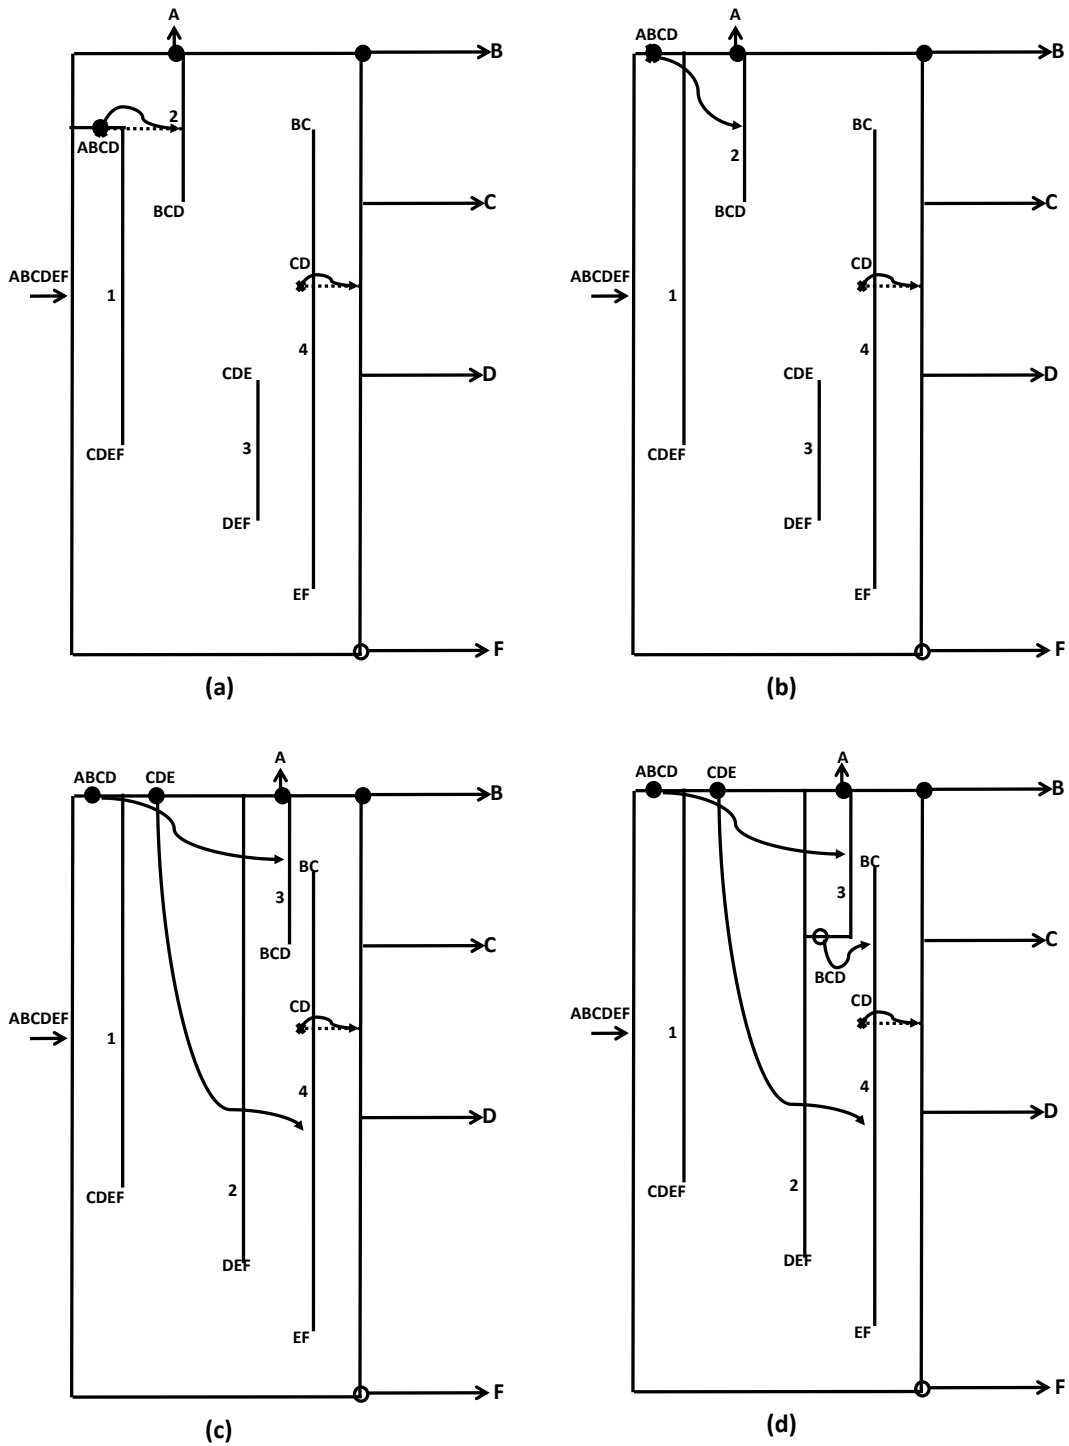 A
B
2
ABCD
BC
BCD
C
CD
ABCDEF
1
4
CDE
D
3
CDEF
DEF
EF
F
(a)
A
ABCD
B
BC
2
BCD
C
CD
ABCDEF
1
4
CDE
D
3
CDEF
DEF
EF
F
(b)
A
ABCD CDE
B
BC
3
BCD
C
CD
ABCDEF
1
4
D
2
CDEF
DEF
EF
F
(c)
A
ABCD CDE
B
BC
3
C
BCD
CD
ABCDEF
1
4
D
2
CDEF
DEF
EF
F
(d)